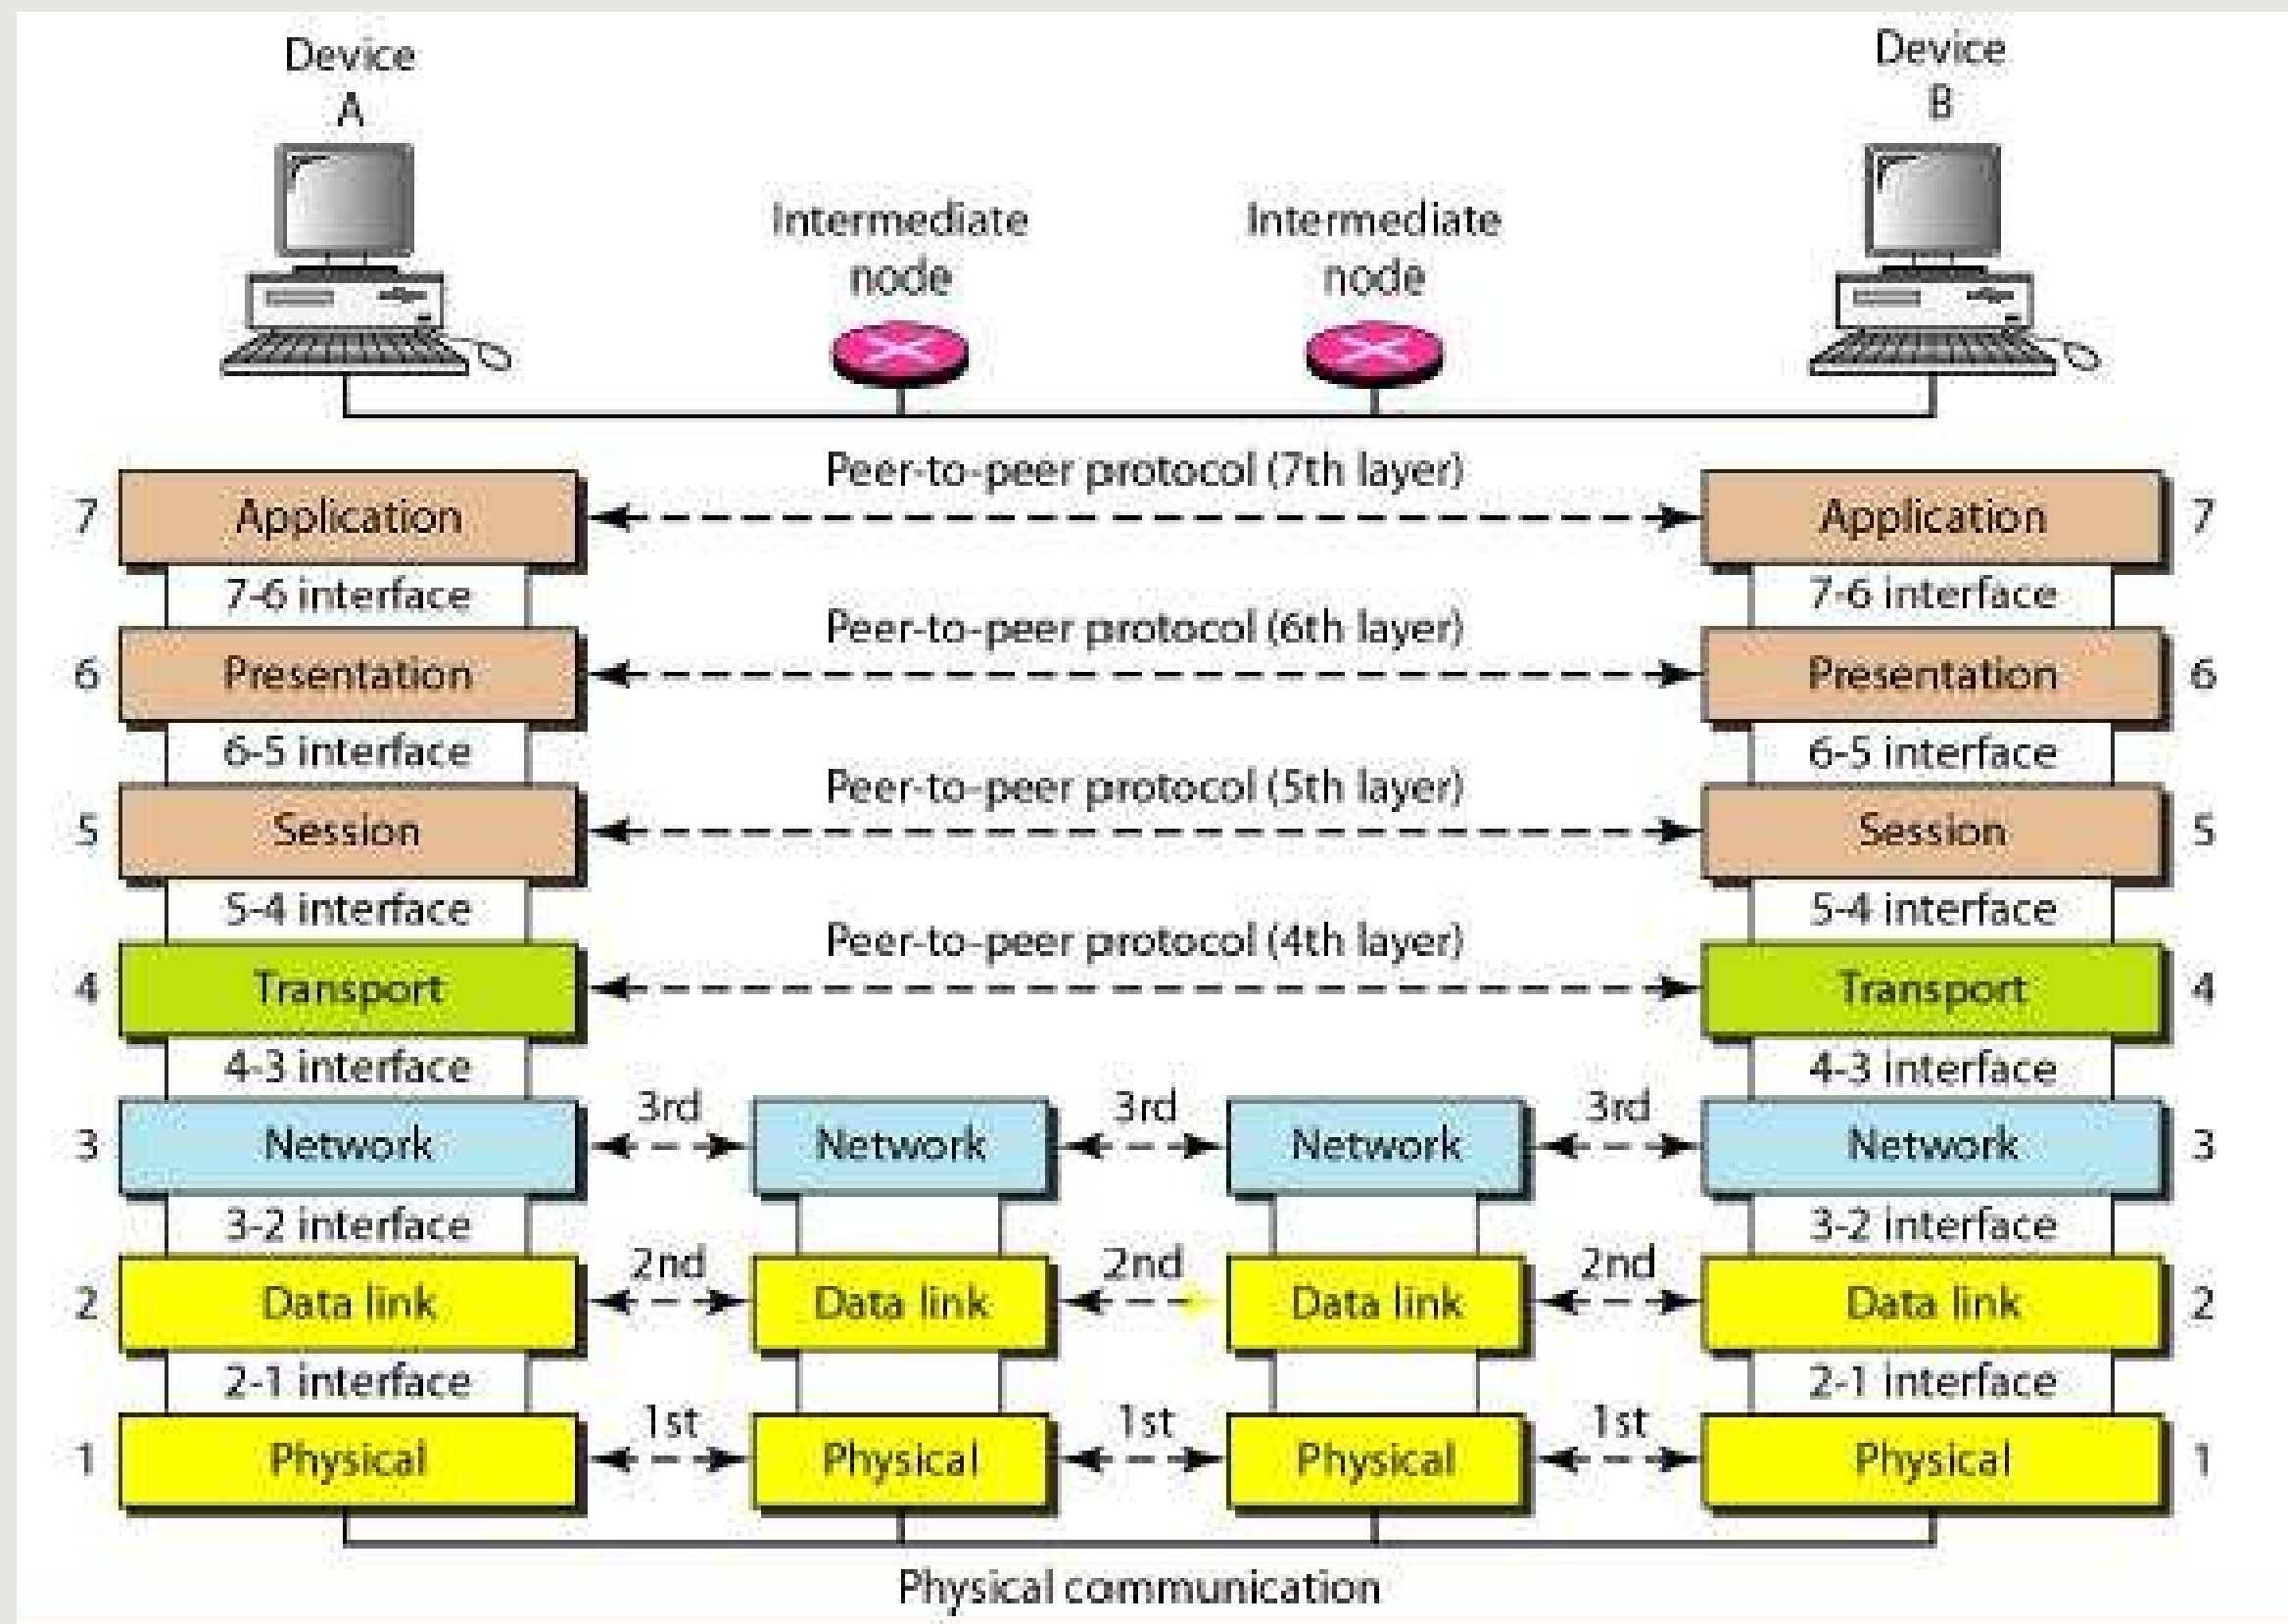 Device
A
Device
B
Intermediate
node
Intermediate
node
Peer-to-peer protocol (7th layer)
7 Application Application 7
7-6 interface 7-6 interface
Peer-to-peer protocol (6th layer)
6 Presentation Presentation 6
6-5 interface 6-5 interface
Peer-to-peer protocol (5th layer)
5 Session Session 5
5-4 interface 5-4 interface
Peer-to-peer protocol (4th layer)
4 Transport Transport 4
4-3 interface 4-3 interface
3rd 3rd 3rd
3 Network Network Network Network 3
3-2 interface 3-2 interface
2nd 2nd 2nd
2 Data link Data link Data link Data link 2
2-1 interface 2-1 interface
1st 1st 1st
1 Physical Physical Physical Physical 1
Physical communication